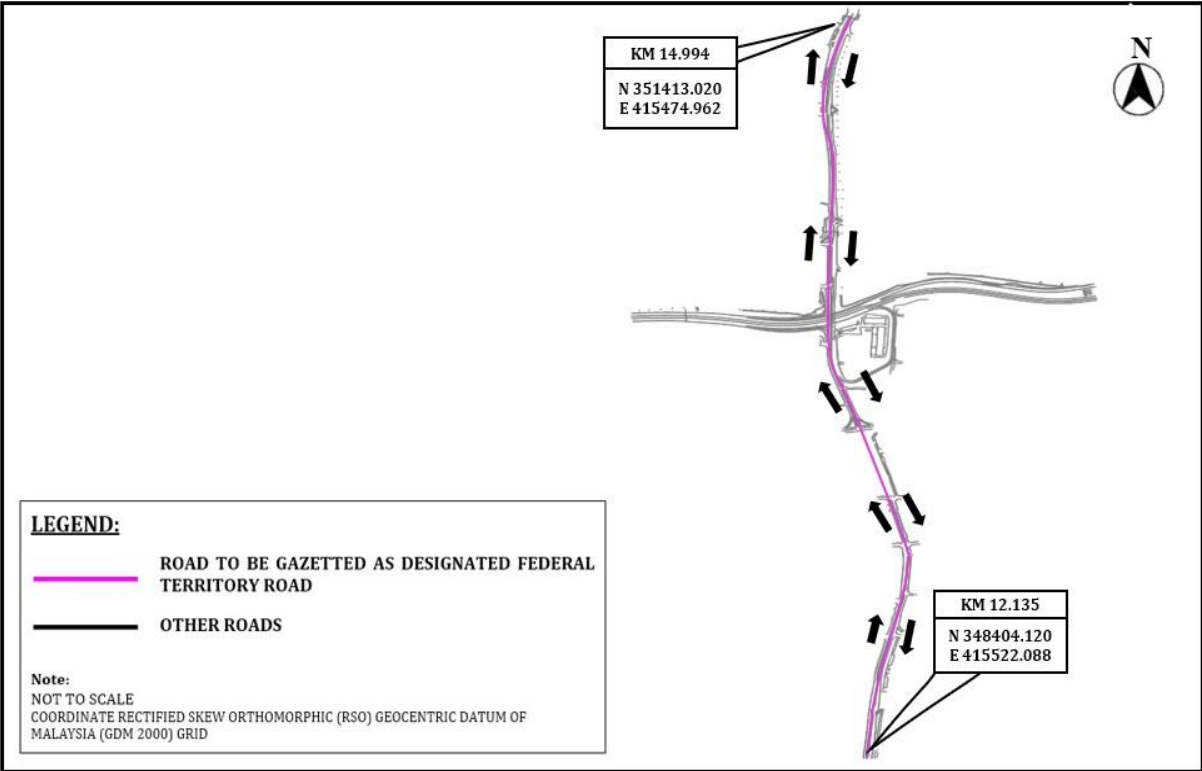 KM 14.994
N 351413.020
E 415474.962
N
LEGEND:
ROAD TO BE GAZETTED AS DESIGNATED FEDERAL
TERRITORY ROAD
OTHER ROADS
Note:
NOT TO SCALE
COORDINATE RECTIFIED SKEW ORTHOMORPHIC (RSO) GEOCENTRIC DATUM OF
MALAYSIA (GDM 2000) GRID
KM 12.135
N 348404.120
E 415522.088